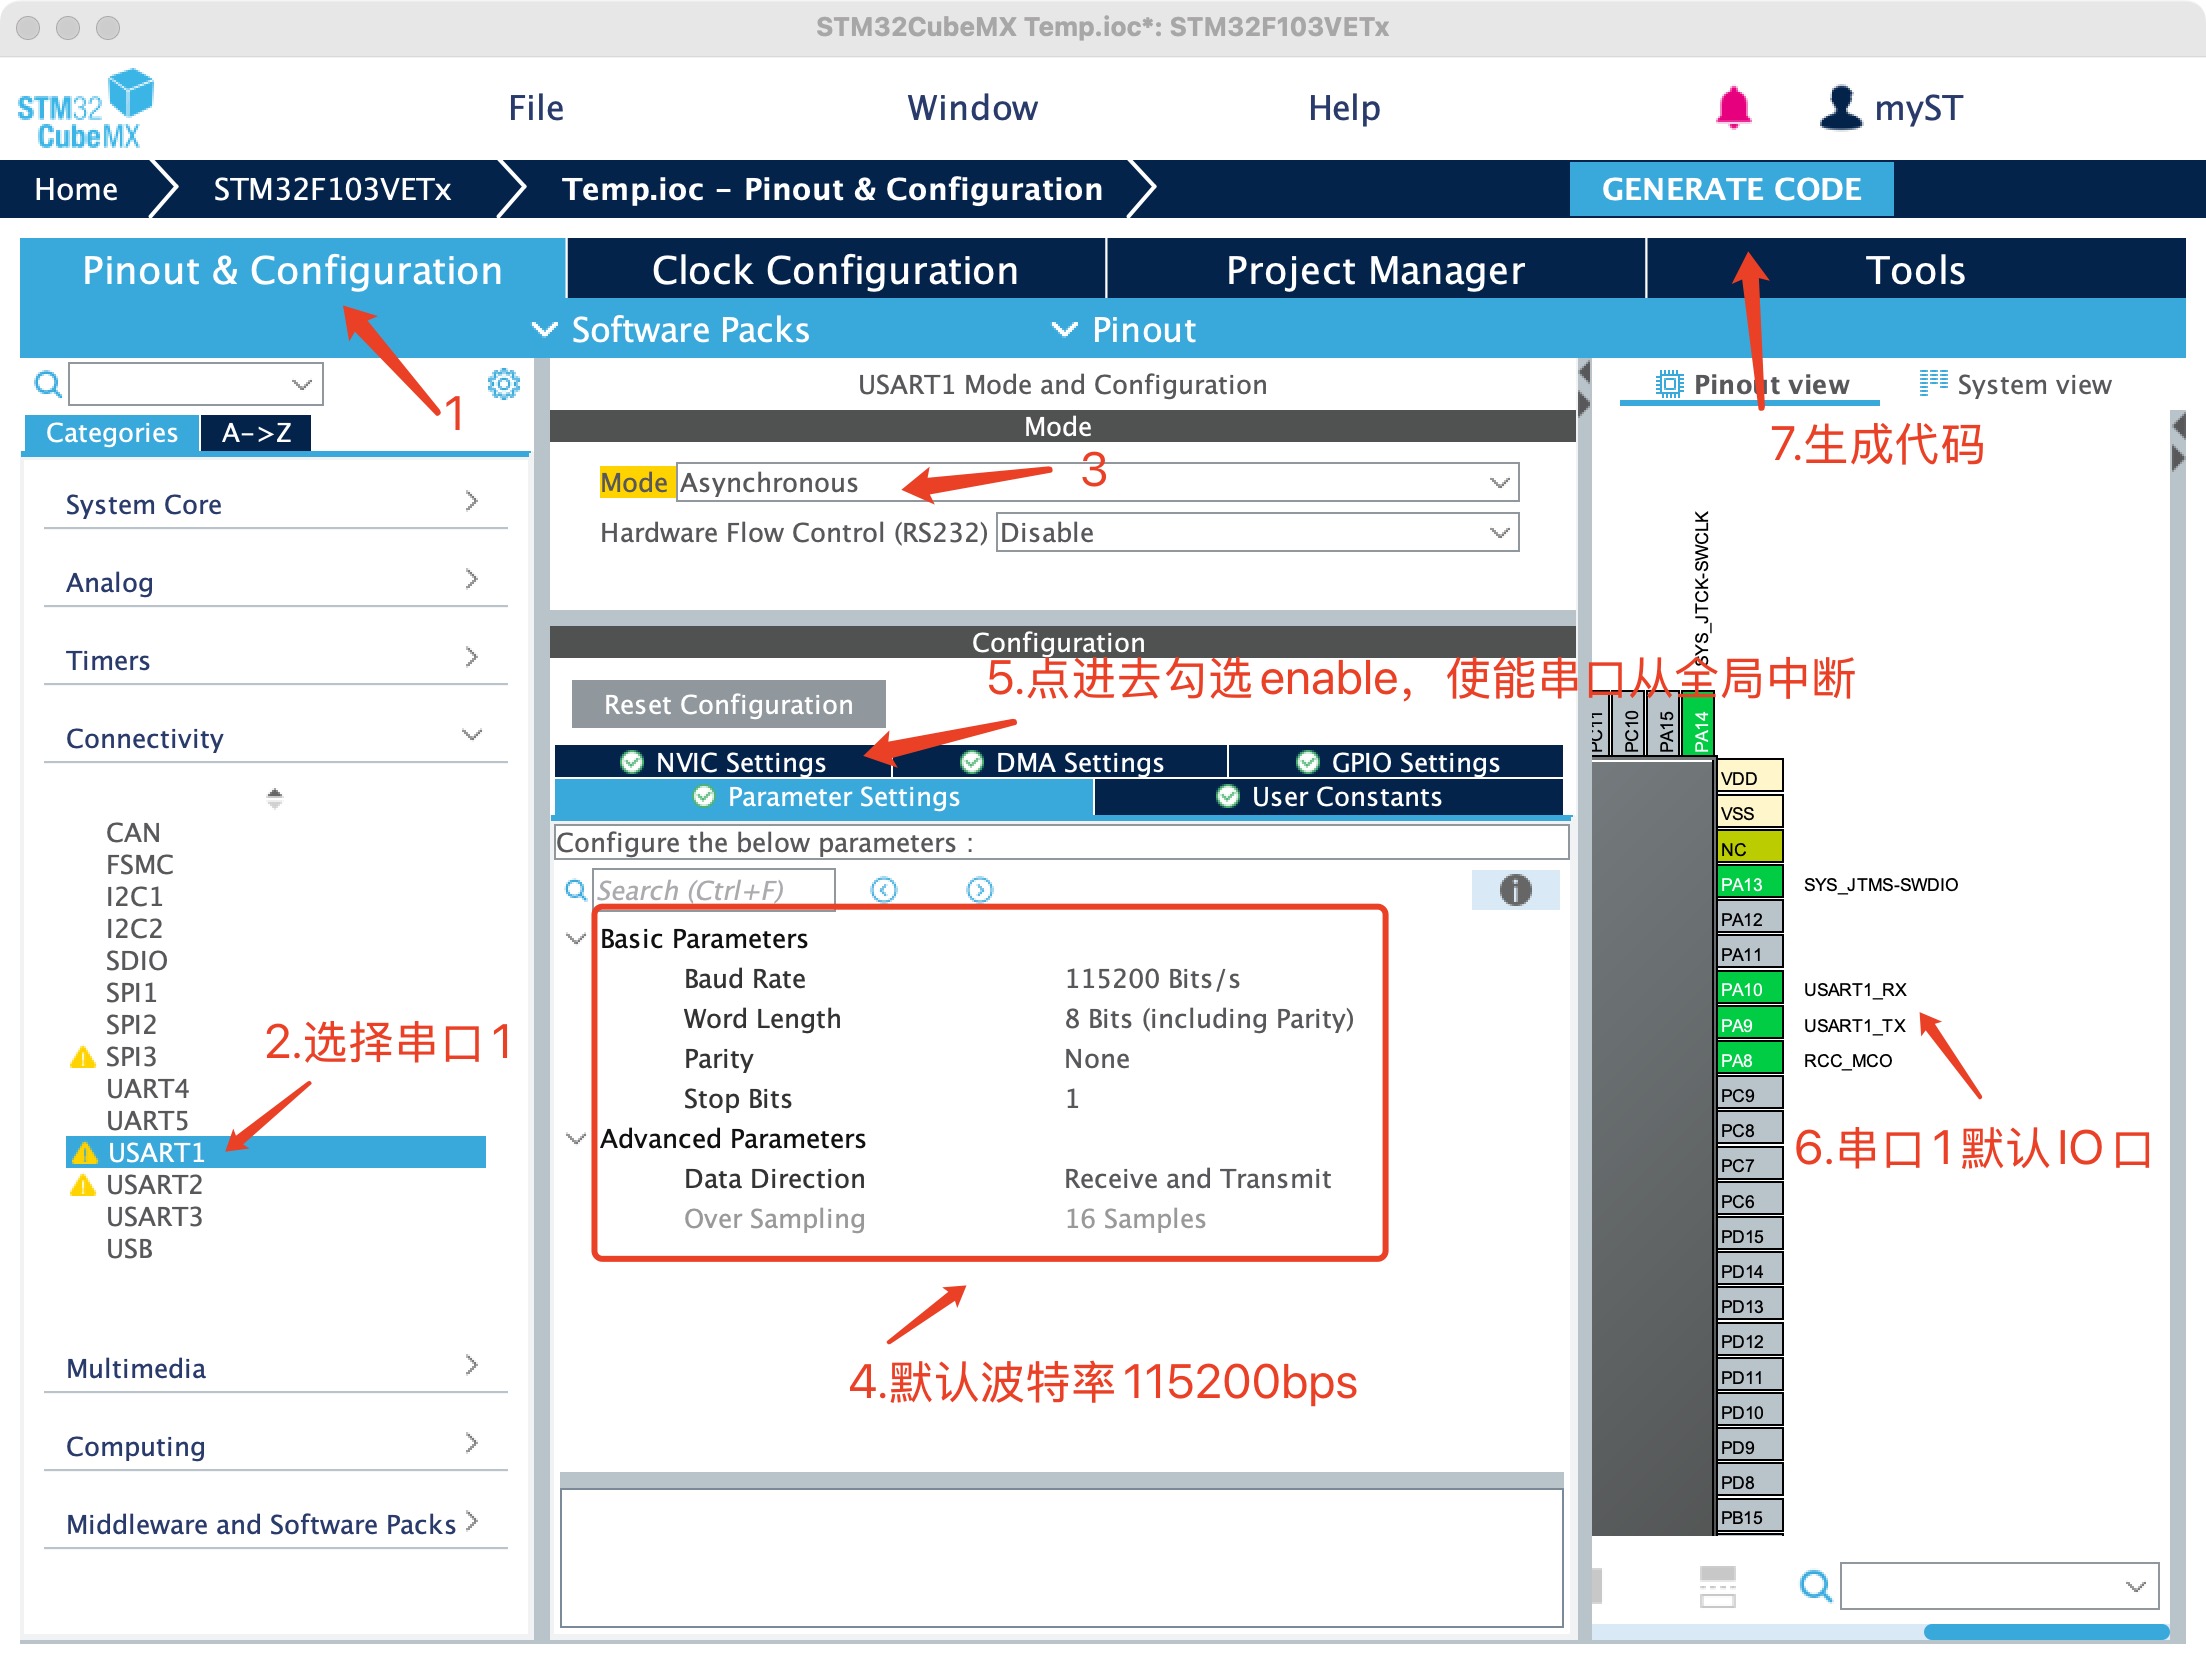 STM32CubeMX Temp.ioc*: STM32F103VETx
STM32
CubeMX
File
Window
Help
myST
Home
STM32F103VETx
Temp.ioc – Pinout & Configuration
GENERATE CODE
Pinout & Configuration
Clock Configuration
Project Manager
Tools
Software Packs
Pinout
1
Categories
A->Z
System Core
Analog
Timers
Connectivity
CAN
FSMC
I2C1
I2C2
SDIO
SPI1
SPI2
SPI3
UART4
UART5
USART1
USART2
USART3
USB
2.选择串口1
Multimedia
Computing
Middleware and Software Packs
USART1 Mode and Configuration
Mode
Mode Asynchronous
3
Hardware Flow Control (RS232) Disable
Configuration
5.点进去勾选enable，使能串口从全局中断
Reset Configuration
NVIC Settings
DMA Settings
GPIO Settings
Parameter Settings
User Constants
Configure the below parameters :
Search (Ctrl+F)
Basic Parameters
Baud Rate 115200 Bits/s
Word Length 8 Bits (including Parity)
Parity None
Stop Bits 1
Advanced Parameters
Data Direction Receive and Transmit
Over Sampling 16 Samples
4.默认波特率115200bps
Pinout view
System view
7.生成代码
SYS_JTCK-SWCLK
PC11
PC10
PA15
PA14
VDD
VSS
NC
PA13 SYS_JTMS-SWDIO
PA12
PA11
PA10 USART1_RX
PA9 USART1_TX
PA8 RCC_MCO
PC9
PC8
PC7
PC6
PD15
PD14
PD13
PD12
PD11
PD10
PD9
PD8
PB15
6.串口1默认IO口